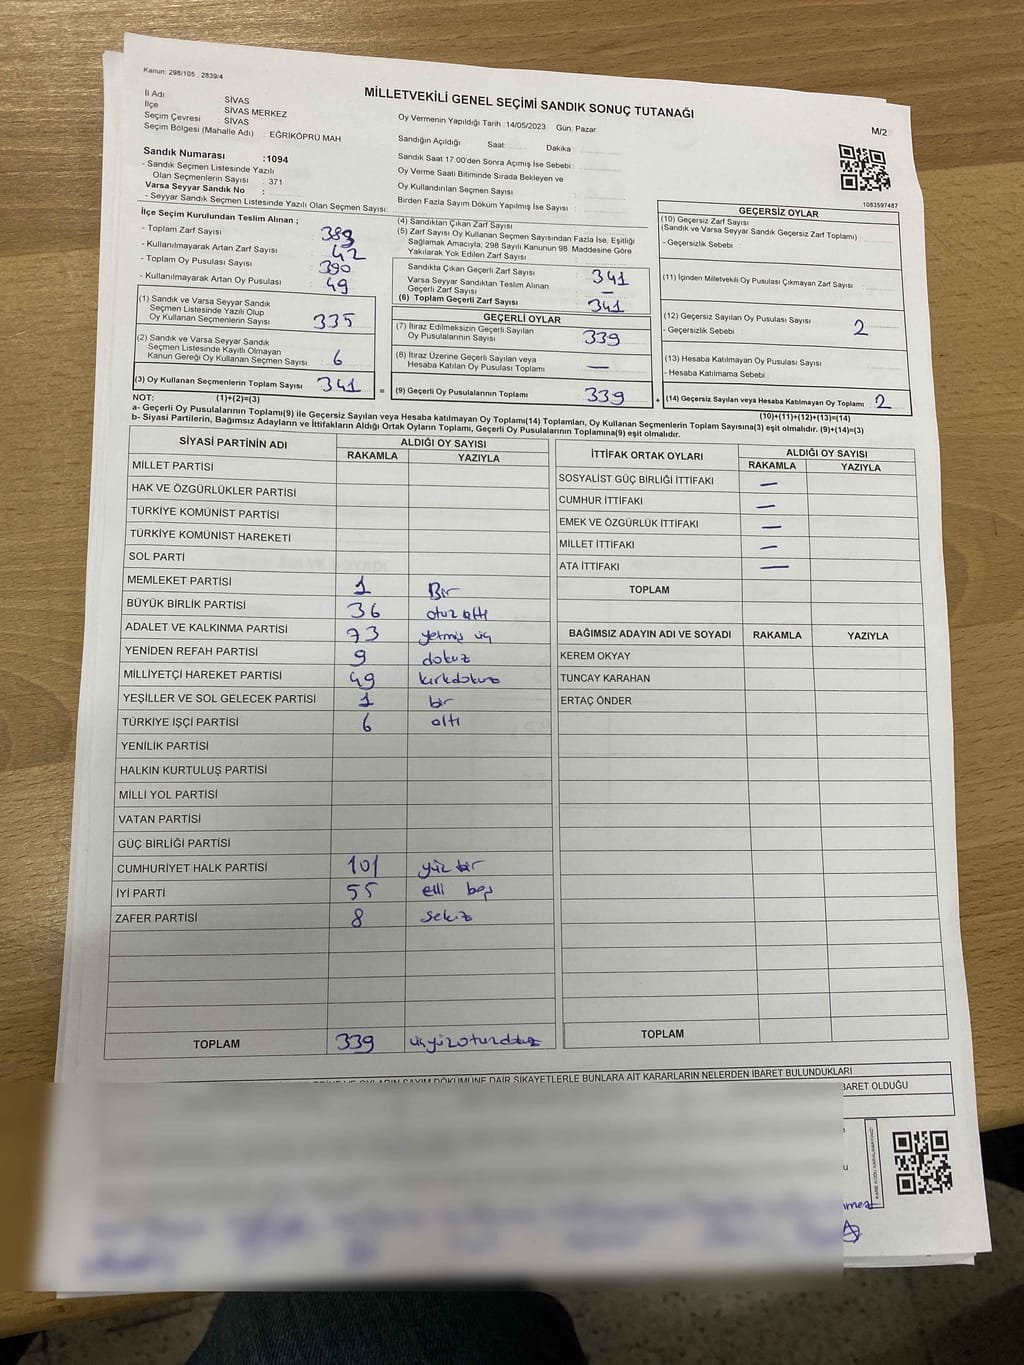 Kanun: 298/105 , 2839/4
MİLLETVEKİLİ GENEL SEÇİMİ SANDIK SONUÇ TUTANAĞI
M/2
İl Adı SİVAS
İlçe SİVAS MERKEZ
Seçim Çevresi SİVAS
Seçim Bölgesi (Mahalle Adı) EĞRİKÖPRÜ MAH
Sandık Numarası :1094
- Sandık Seçmen Listesinde Yazılı
Olan Seçmenlerin Sayısı : 371
Varsa Seyyar Sandık No :
- Seyyar Sandık Seçmen Listesinde Yazılı Olan Seçmen Sayısı:
Oy Vermenin Yapıldığı Tarih :14/05/2023 Gün. Pazar
Sandığın Açıldığı Saat: Dakika :
Sandık Saat 17.00'den Sonra Açımış İse Sebebi :
Oy Verme Saati Bitiminde Sırada Bekleyen ve
Oy Kullandırılan Seçmen Sayısı
Birden Fazla Sayım Döküm Yapılmış İse Sayısı :
1083597487
İlçe Seçim Kurulundan Teslim Alınan ;
- Toplam Zarf Sayısı 383
- Kullanılmayarak Artan Zarf Sayısı : 42
- Toplam Oy Pusulası Sayısı 390
- Kullanılmayarak Artan Oy Pusulası 49
(1) Sandık ve Varsa Seyyar Sandık
Seçmen Listesinde Yazılı Olup
Oy Kullanan Seçmenlerin Sayısı 335
(2) Sandık ve Varsa Seyyar Sandık
Seçmen Listesinde Kayıtlı Olmayan
Kanun Gereği Oy Kullanan Seçmen Sayısı : 6
(3) Oy Kullanan Seçmenlerin Toplam Sayısı 341 =
(4) Sandıktan Çıkan Zarf Sayısı
(5) Zarf Sayısı Oy Kullanan Seçmen Sayısından Fazla İse, Eşitliği
Sağlamak Amacıyla; 298 Sayılı Kanunun 98. Maddesine Göre
Yakılarak Yok Edilen Zarf Sayısı
Sandıkta Çıkan Geçerli Zarf Sayısı : 341
Varsa Seyyar Sandıktan Teslim Alınan
Geçerli Zarf Sayısı —
(6) Toplam Geçerli Zarf Sayısı 341
GEÇERLİ OYLAR
(7) İtiraz Edilmeksizin Geçerli Sayılan
Oy Pusulalarının Sayısı : 339
(8) İtiraz Üzerine Geçerli Sayılan veya
Hesaba Katılan Oy Pusulası Toplamı : —
(9) Geçerli Oy Pusulalarının Toplamı 339 +
GEÇERSİZ OYLAR
(10) Geçersiz Zarf Sayısı
(Sandık ve Varsa Seyyar Sandık Geçersiz Zarf Toplamı) :
- Geçersizlik Sebebi :
(11) İçinden Milletvekili Oy Pusulası Çıkmayan Zarf Sayısı
(12) Geçersiz Sayılan Oy Pusulası Sayısı : 2
- Geçersizlik Sebebi :
(13) Hesaba Katılmayan Oy Pusulası Sayısı
- Hesaba Katılmama Sebebi :
(14) Geçersiz Sayılan veya Hesaba Katılmayan Oy Toplamı 2
NOT: (1)+(2)=(3) (10)+(11)+(12)+(13)=(14)
a- Geçerli Oy Pusulalarının Toplamı(9) ile Geçersiz Sayılan veya Hesaba katılmayan Oy Toplamı(14) Toplamları, Oy Kullanan Seçmenlerin Toplam Sayısına(3) eşit olmalıdır. (9)+(14)=(3)
b- Siyasi Partilerin, Bağımsız Adayların ve İttifakların Aldığı Ortak Oyların Toplamı, Geçerli Oy Pusulalarının Toplamına(9) eşit olmalıdır.
SİYASİ PARTİNİN ADI ALDIĞI OY SAYISI
RAKAMLA YAZIYLA
MİLLET PARTİSİ
HAK VE ÖZGÜRLÜKLER PARTİSİ
TÜRKİYE KOMÜNİST PARTİSİ
TÜRKİYE KOMÜNİST HAREKETİ
SOL PARTİ
MEMLEKET PARTİSİ 1 Bir
BÜYÜK BİRLİK PARTİSİ 36 otuz altı
ADALET VE KALKINMA PARTİSİ 73 yetmiş üç
YENİDEN REFAH PARTİSİ 9 dokuz
MİLLİYETÇİ HAREKET PARTİSİ 49 kırkdokuz
YEŞİLLER VE SOL GELECEK PARTİSİ 1 bir
TÜRKİYE İŞÇİ PARTİSİ 6 altı
YENİLİK PARTİSİ
HALKIN KURTULUŞ PARTİSİ
MİLLİ YOL PARTİSİ
VATAN PARTİSİ
GÜÇ BİRLİĞİ PARTİSİ
CUMHURİYET HALK PARTİSİ 101 yüz bir
İYİ PARTİ 55 elli beş
ZAFER PARTİSİ 8 sekiz
TOPLAM 339 üçyüzotuzdokuz
İTTİFAK ORTAK OYLARI ALDIĞI OY SAYISI
RAKAMLA YAZIYLA
SOSYALİST GÜÇ BİRLİĞİ İTTİFAKI —
CUMHUR İTTİFAKI —
EMEK VE ÖZGÜRLÜK İTTİFAKI —
MİLLET İTTİFAKI —
ATA İTTİFAKI —
TOPLAM
BAĞIMSIZ ADAYIN ADI VE SOYADI RAKAMLA YAZIYLA
KEREM OKYAY
TUNCAY KARAHAN
ERTAÇ ÖNDER
TOPLAM
OYLARIN SAYIM DÖKÜMÜNE DAİR ŞİKAYETLERLE BUNLARA AİT KARARLARIN NELERDEN İBARET BULUNDUKLARI
İBARET OLDUĞU